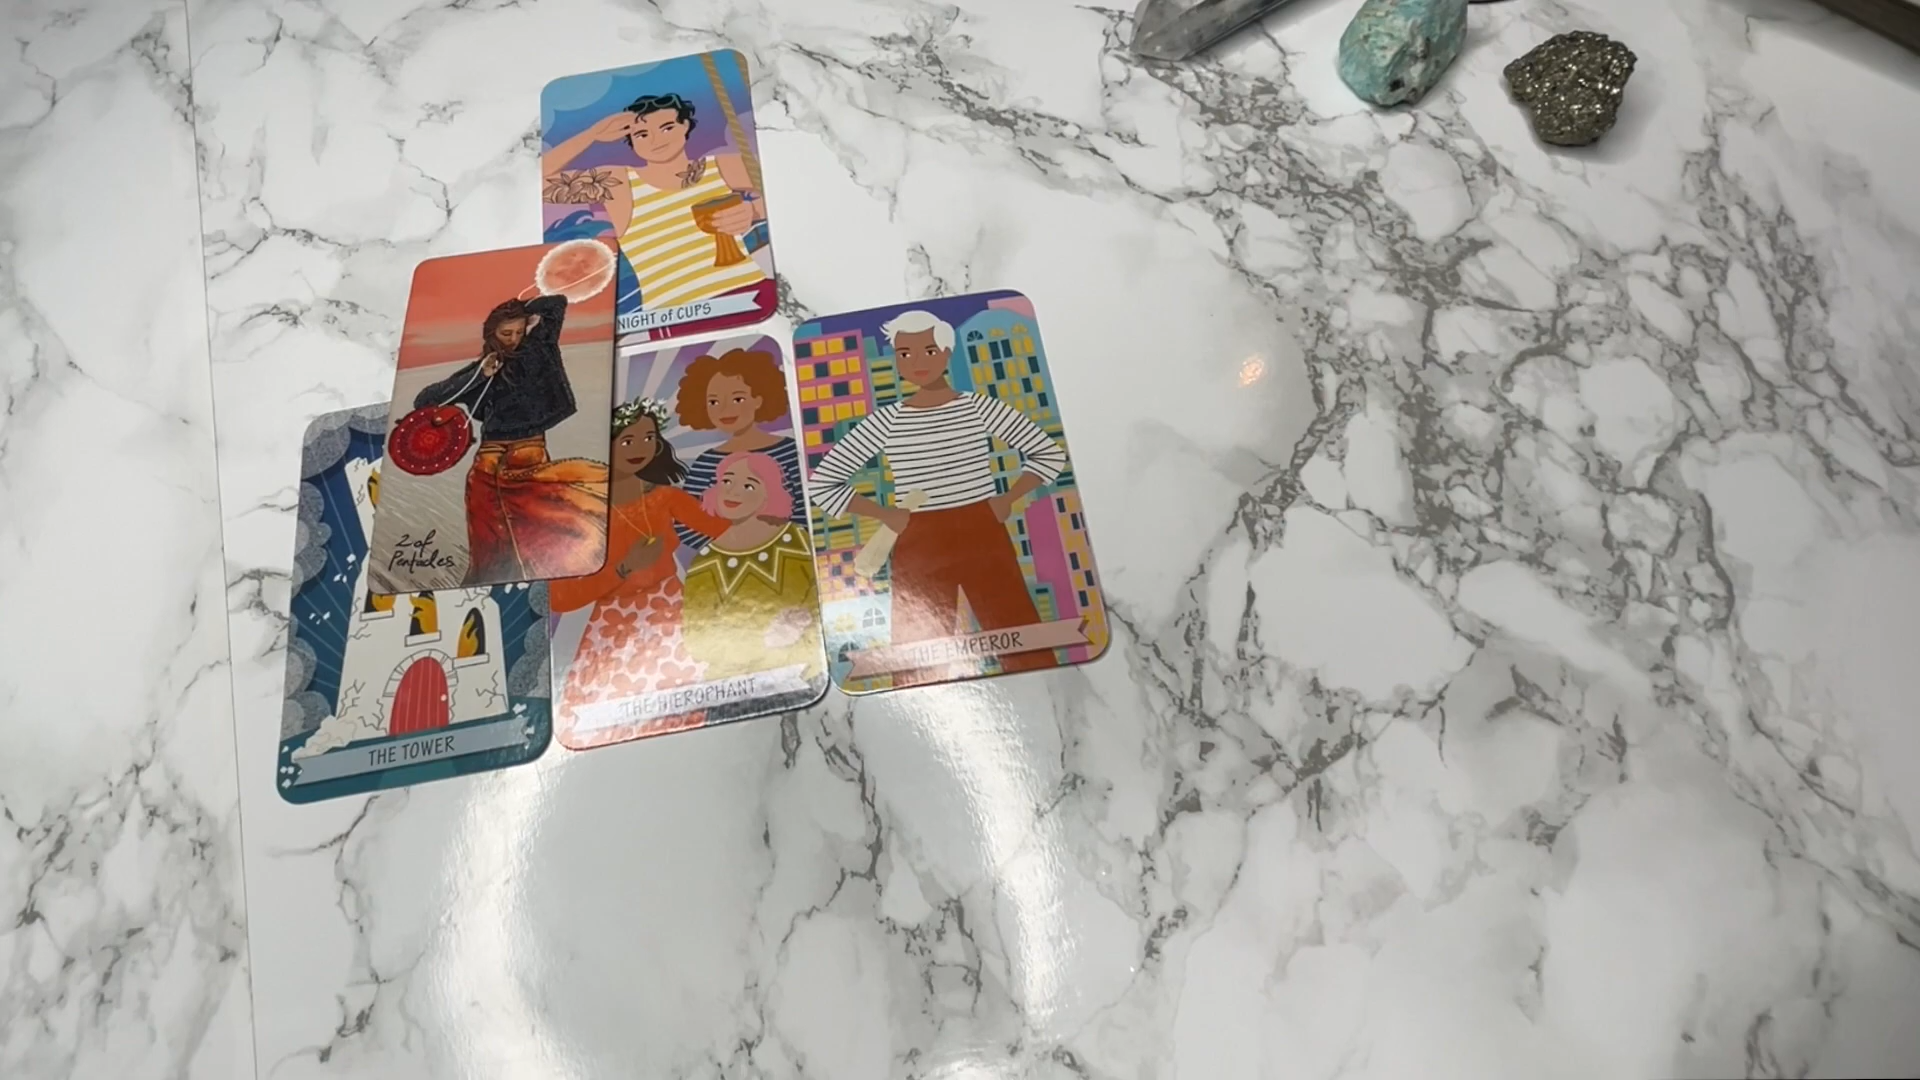 NIGHT of CUPS
2 of
Pentacles
THE EMPEROR
THE HIEROPHANT
THE TOWER